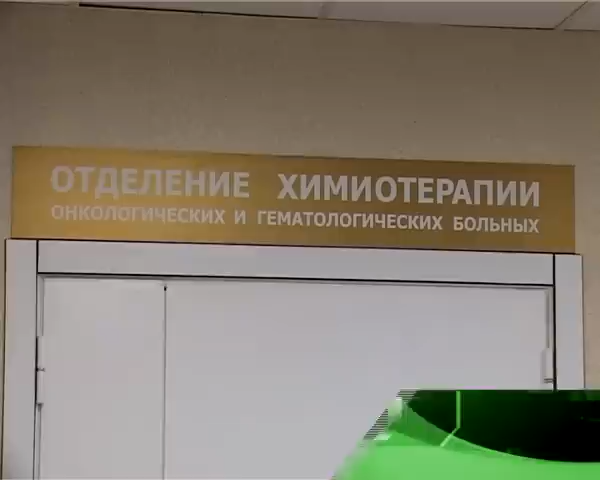 ОТДЕЛЕНИЕ ХИМИОТЕРАПИИ
ОНКОЛОГИЧЕСКИХ И ГЕМАТОЛОГИЧЕСКИХ БОЛЬНЫХ